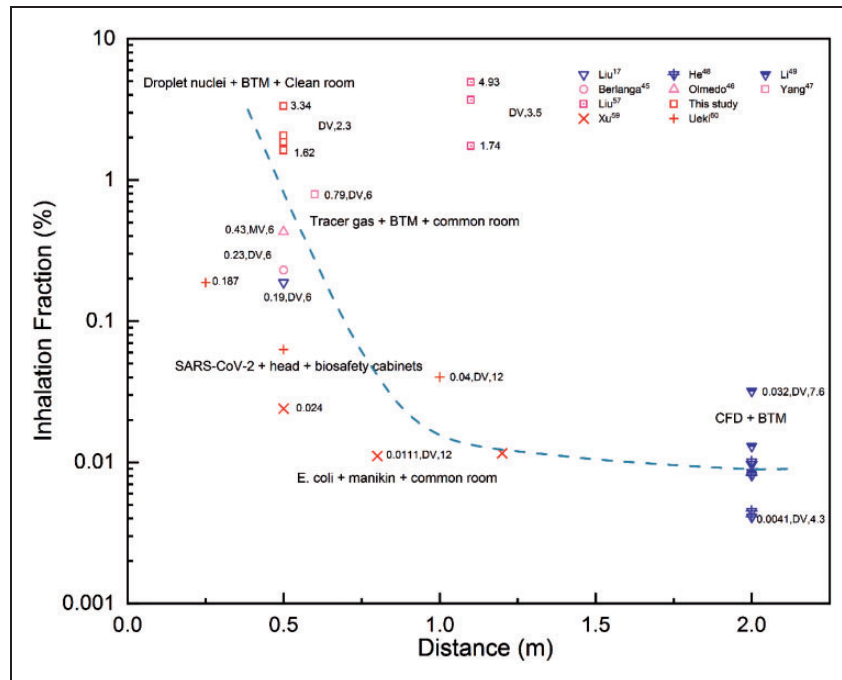 10
Droplet nuclei + BTM + Clean room
4.93
Liu17
He48
Li49
Berlanga45
Olmedo46
Yang47
3.34
Liu57
This study
DV,2.3
DV,3.5
Xu59
Ueki60
1.62
1.74
1
0.79,DV,6
Tracer gas + BTM + common room
0.43,MV,6
0.23,DV,6
0.187
0.19,DV,6
0.1
SARS-CoV-2 + head + biosafety cabinets
0.04,DV,12
0.032,DV,7.6
0.024
CFD + BTM
0.01
0.0111,DV,12
E. coli + manikin + common room
0.0041,DV,4.3
0.001
0.0
0.5
1.0
1.5
2.0
Distance (m)
Inhalation Fraction (%)